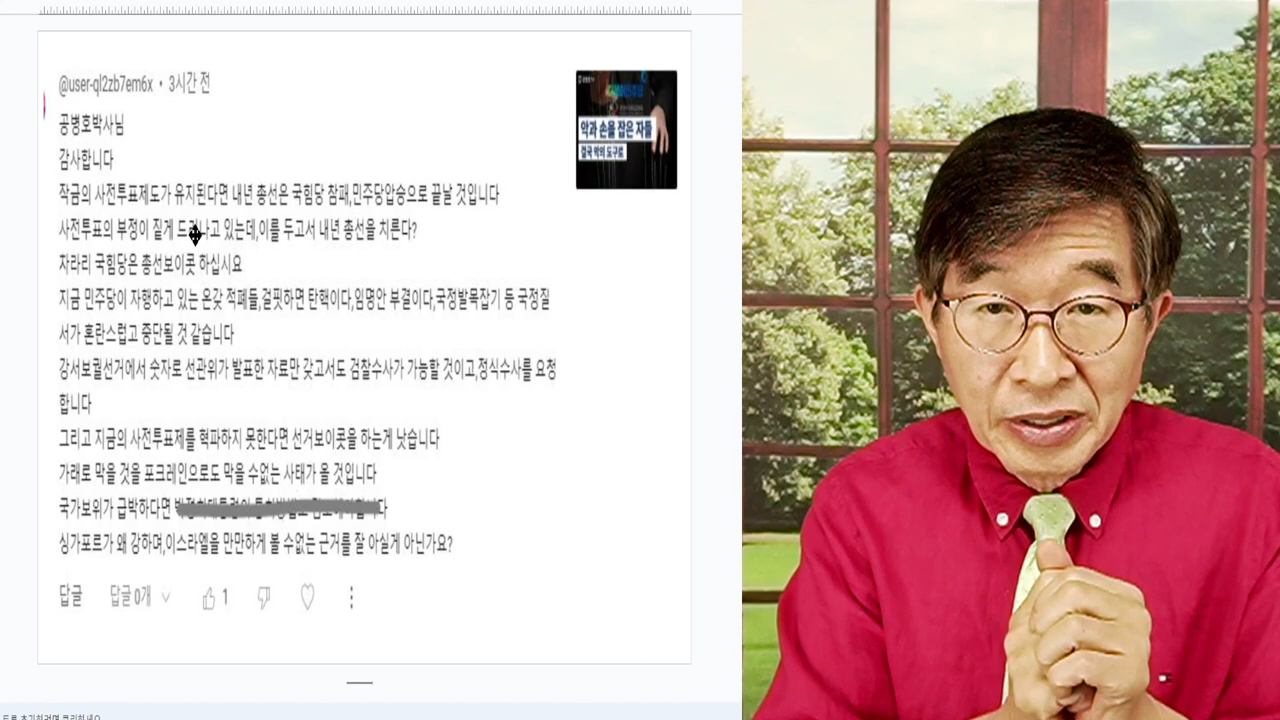 @user-ql2zb7em6x • 3시간 전
공병호박사님
감사합니다
작금의 사전투표제도가 유지된다면 내년 총선은 국힘당 참패,민주당압승으로 끝날 것입니다
사전투표의 부정이 짙게 드러나고 있는데,이를 두고서 내년 총선을 치른다?
차라리 국힘당은 총선보이콧 하십시요
지금 민주당이 자행하고 있는 온갖 적폐들,걸핏하면 탄핵이다,임명안 부결이다,국정발목잡기 등 국정질
서가 혼란스럽고 중단될 것 같습니다
강서보궐선거에서 숫자로 선관위가 발표한 자료만 갖고서도 검찰수사가 가능할 것이고,정식수사를 요청
합니다
그리고 지금의 사전투표제를 혁파하지 못한다면 선거보이콧을 하는게 낫습니다
가래로 막을 것을 포크레인으로도 막을 수없는 사태가 올 것입니다
국가보위가 급박하다면
싱가포르가 왜 강하며,이스라엘을 만만하게 볼 수없는 근거를 잘 아실게 아닌가요?
답글 답글 0개 1
악과 손을 잡은 자들
결국 악의 도구로